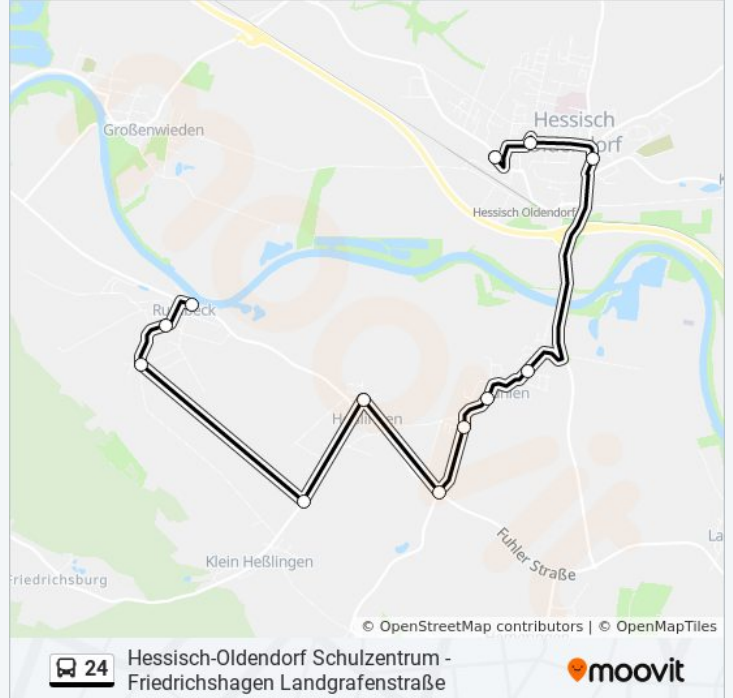 Großenwieden
Hessisch
Hessisch Oldendorf
Klein Heßlingen
Friedrichsburg
Fuhler Straße
© OpenStreetMap contributors | © OpenMapTiles
24
Hessisch-Oldendorf Schulzentrum -
Friedrichshagen Landgrafenstraße
moovit